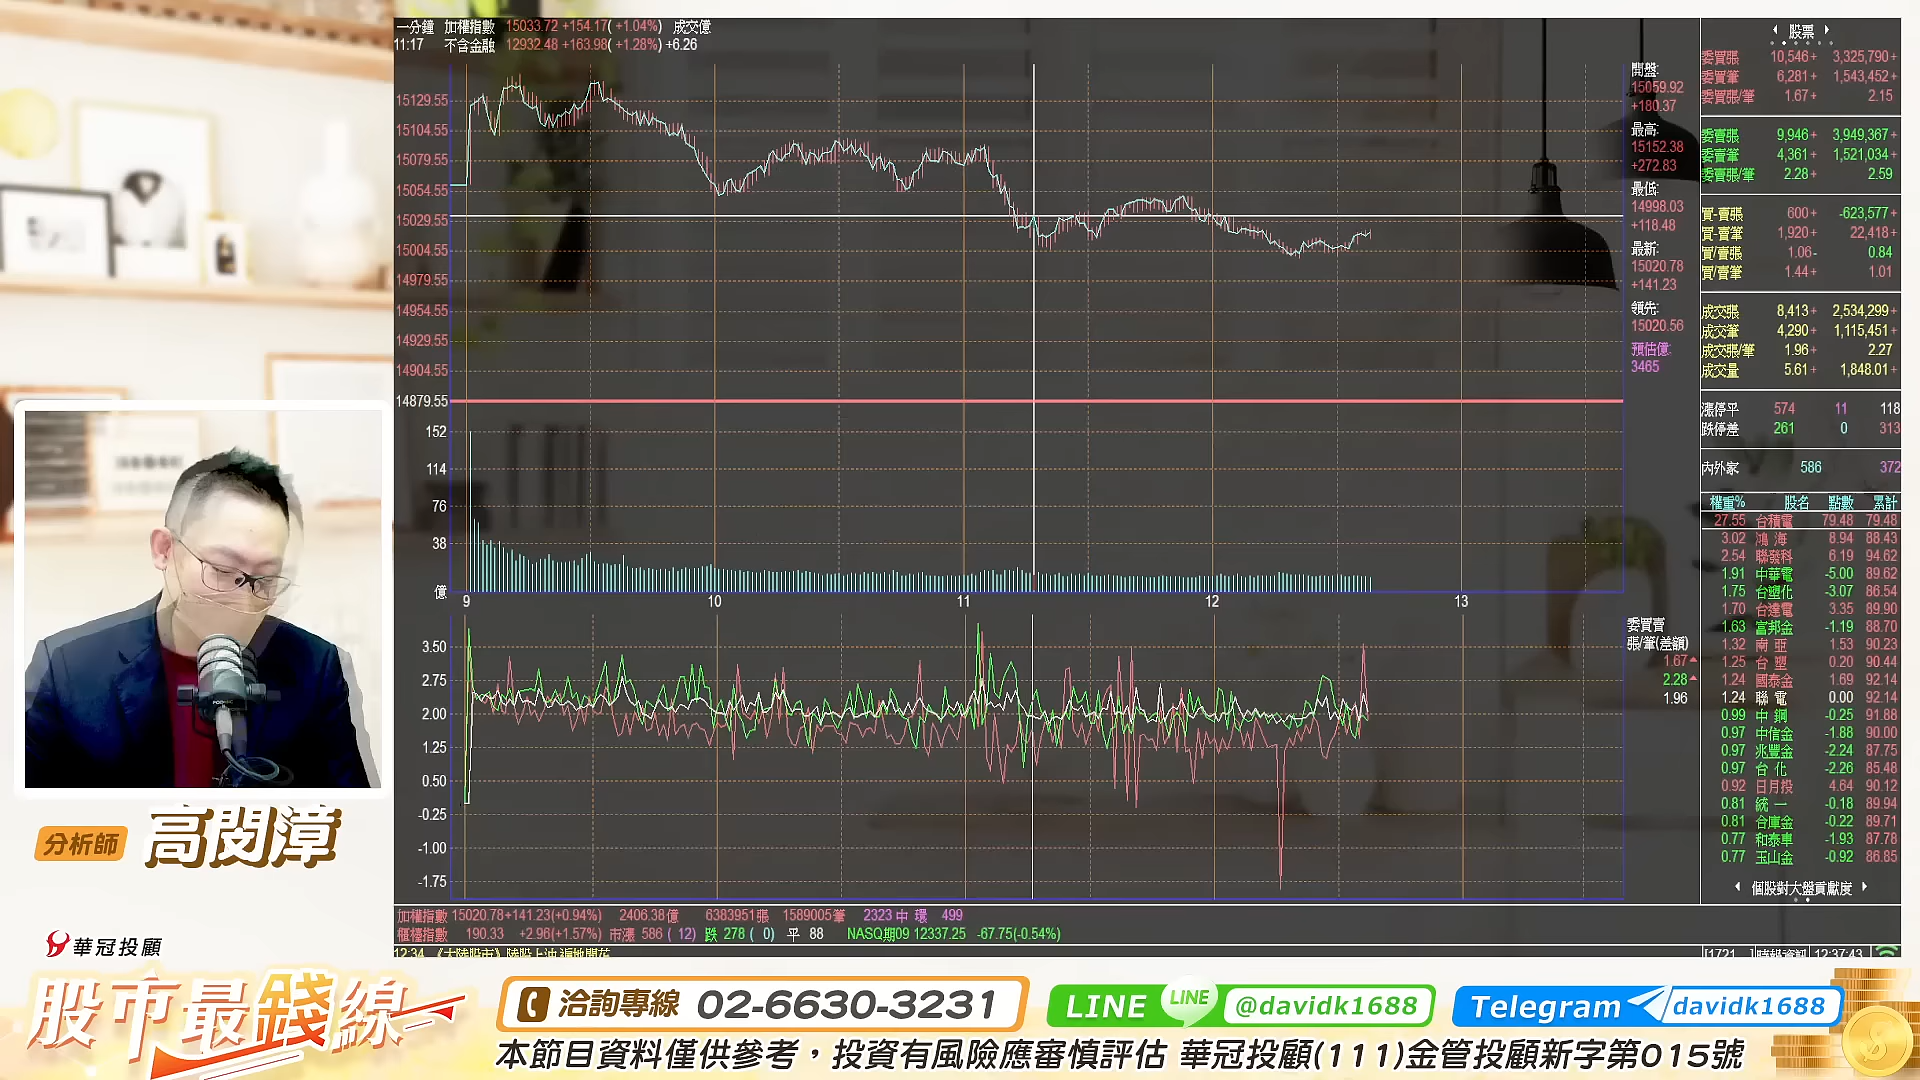 一分鐘 加權指數 15033.72 +154.17( +1.04%) 成交億
11:17 不含金融 12932.48 +163.98( +1.28%) +6.26
15129.55
15104.55
15079.55
15054.55
15029.55
15004.55
14979.55
14954.55
14929.55
14904.55
14879.55
152
114
76
38
億
9 10 11 12 13
3.50
2.75
2.00
1.25
0.50
-0.25
-1.00
-1.75
開盤:
15059.92
+180.37
最高:
15152.38
+272.83
最低:
14998.03
+118.48
最新:
15020.78
+141.23
領先:
15020.56
預估億:
3465
委買賣
張/筆(差額)
1.67
2.28
1.96
股票
委買張 10,546+ 3,325,790+
委買筆 6,281+ 1,543,452+
委買張/筆 1.67+ 2.15
委賣張 9,946+ 3,949,367+
委賣筆 4,361+ 1,521,034+
委賣張/筆 2.28+ 2.59
買-賣張 600+ -623,577+
買-賣筆 1,920+ 22,418+
買/賣張 1.06- 0.84
買/賣筆 1.44+ 1.01
成交張 8,413+ 2,534,299+
成交筆 4,290+ 1,115,451+
成交張/筆 1.96+ 2.27
成交量 5.61+ 1,848.01+
漲停平 574 11 118
跌停差 261 0 313
內外家 586 372
權重% 股名 點數 累計
27.55 台積電 79.48 79.48
3.02 鴻海 8.94 88.43
2.54 聯發科 6.19 94.62
1.91 中華電 -5.00 89.62
1.75 台塑化 -3.07 86.54
1.70 台達電 3.35 89.90
1.63 富邦金 -1.19 88.70
1.32 南亞 1.53 90.23
1.25 台塑 0.20 90.44
1.24 國泰金 1.69 92.14
1.24 聯電 0.00 92.14
0.99 中鋼 -0.25 91.88
0.97 中信金 -1.88 90.00
0.97 兆豐金 -2.24 87.75
0.97 台化 -2.26 85.48
0.92 日月投 4.64 90.12
0.81 統一 -0.18 89.94
0.81 合庫金 -0.22 89.71
0.77 和泰車 -1.93 87.78
0.77 玉山金 -0.92 86.85
個股對大盤貢獻度
加權指數 15020.78+141.23(+0.94%) 2406.38億 6383951張 1589005筆 2323 中環 499
櫃檯指數 190.33 +2.96(+1.57%) 市漲 586 ( 12) 跌 278 ( 0) 平 88 NASQ期09 12337.25 -67.75(-0.54%)
12:34 《大陸股市》陸股上沖
12:37:43
分析師 高閔漳
華冠投顧
股市最錢線
洽詢專線 02-6630-3231
LINE LINE @davidk1688
Telegram davidk1688
本節目資料僅供參考，投資有風險應審慎評估 華冠投顧(111)金管投顧新字第015號